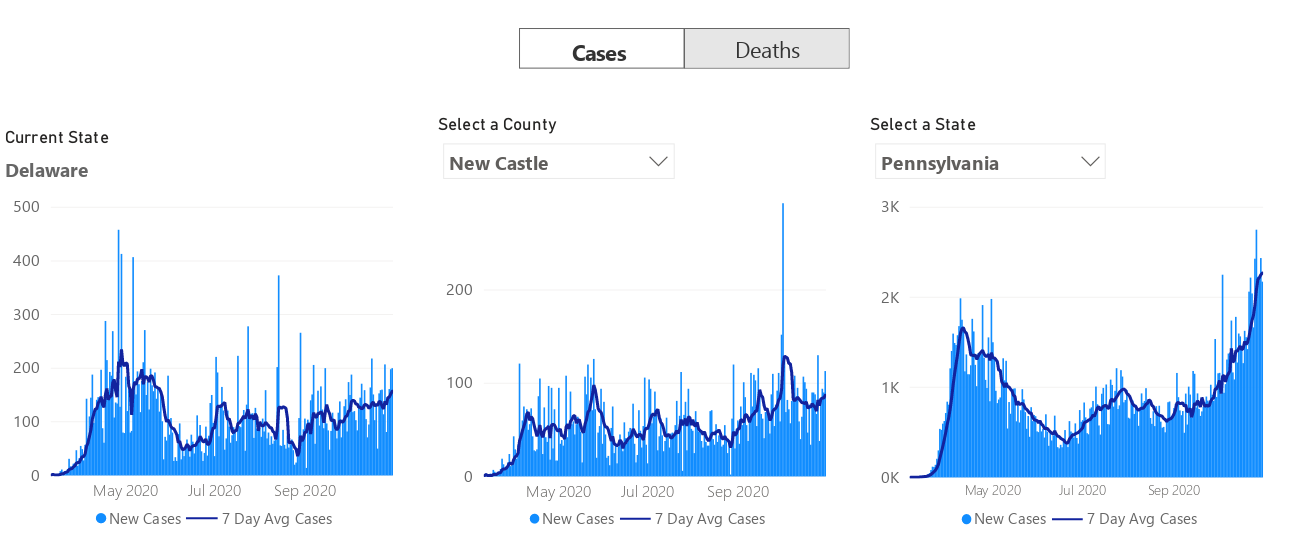 Cases Deaths
Current State
Delaware
500
400
300
200
100
0
May 2020 Jul 2020 Sep 2020
New Cases 7 Day Avg Cases
Select a County
New Castle
200
100
0
May 2020 Jul 2020 Sep 2020
New Cases 7 Day Avg Cases
Select a State
Pennsylvania
3K
2K
1K
0K
May 2020 Jul 2020 Sep 2020
New Cases 7 Day Avg Cases